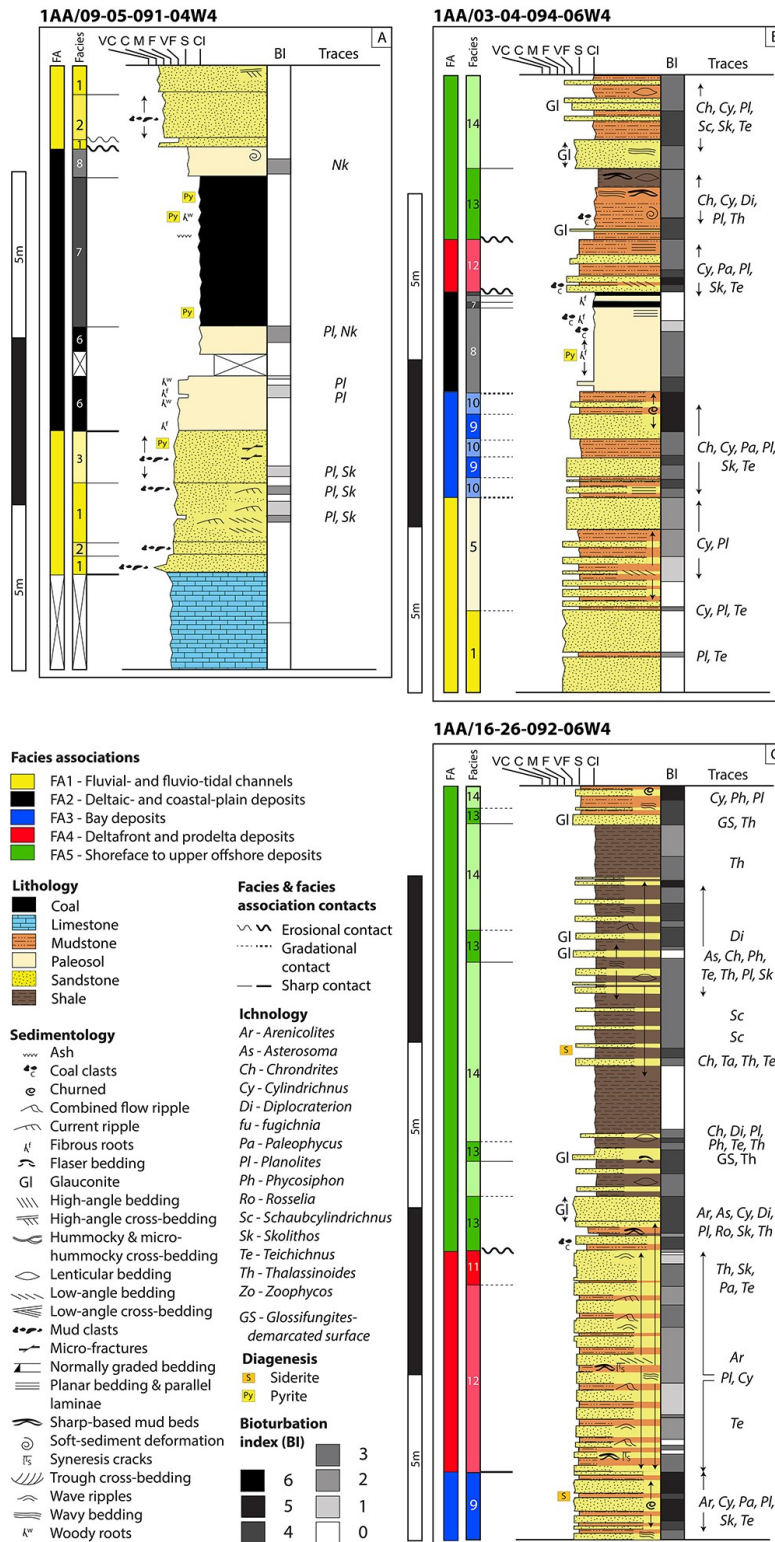 1AA/09-05-091-04W4
A
FA
Facies
VC C M F VF S Cl
BI
Traces
1
2
1
8
7
6
6
3
1
2
1
5m
5m
Py
Py
Py
Py
Nk
Pl, Nk
Pl
Pl
Pl, Sk
Pl, Sk
Pl, Sk
1AA/03-04-094-06W4
B
FA
Facies
VC C M F VF S Cl
BI
Traces
14
13
12
7
8
10
9
10
9
10
5
1
5m
5m
Gl
Gl
Gl
Py
Ch, Cy, Pl,
Sc, Sk, Te
Ch, Cy, Di,
Pl, Th
Cy, Pa, Pl,
Sk, Te
Ch, Cy, Pa, Pl,
Sk, Te
Cy, Pl
Cy, Pl, Te
Pl, Te
1AA/16-26-092-06W4
C
FA
Facies
VC C M F VF S Cl
BI
Traces
14
13
14
13
14
13
13
11
12
9
5m
5m
Gl
Gl
Gl
Gl
Gl
S
S
Cy, Ph, Pl
GS, Th
Th
Di
As, Ch, Ph,
Te, Th, Pl, Sk
Sc
Sc
Ch, Ta, Th, Te
Ch, Di, Pl,
Ph, Te, Th
GS, Th
Ar, As, Cy, Di,
Pl, Ro, Sk, Th
Th, Sk,
Pa, Te
Ar
Pl, Cy
Te
Ar, Cy, Pa, Pl,
Sk, Te
Facies associations
FA1 - Fluvial- and fluvio-tidal channels
FA2 - Deltaic- and coastal-plain deposits
FA3 - Bay deposits
FA4 - Deltafront and prodelta deposits
FA5 - Shoreface to upper offshore deposits
Lithology
Coal
Limestone
Mudstone
Paleosol
Sandstone
Shale
Facies & facies
association contacts
Erosional contact
Gradational
contact
Sharp contact
Sedimentology
Ash
Coal clasts
Churned
Combined flow ripple
Current ripple
Fibrous roots
Flaser bedding
Gl Glauconite
High-angle bedding
High-angle cross-bedding
Hummocky & micro-
hummocky cross-bedding
Lenticular bedding
Low-angle bedding
Low-angle cross-bedding
Mud clasts
Micro-fractures
Normally graded bedding
Planar bedding & parallel
laminae
Sharp-based mud beds
Soft-sediment deformation
Syneresis cracks
Trough cross-bedding
Wave ripples
Wavy bedding
Woody roots
Ichnology
Ar - Arenicolites
As - Asterosoma
Ch - Chrondrites
Cy - Cylindrichnus
Di - Diplocraterion
fu - fugichnia
Pa - Paleophycus
Pl - Planolites
Ph - Phycosiphon
Ro - Rosselia
Sc - Schaubcylindrichnus
Sk - Skolithos
Te - Teichichnus
Th - Thalassinoides
Zo - Zoophycos
GS - Glossifungites-
demarcated surface
Diagenesis
S Siderite
Py Pyrite
Bioturbation
index (BI)
6
5
4
3
2
1
0